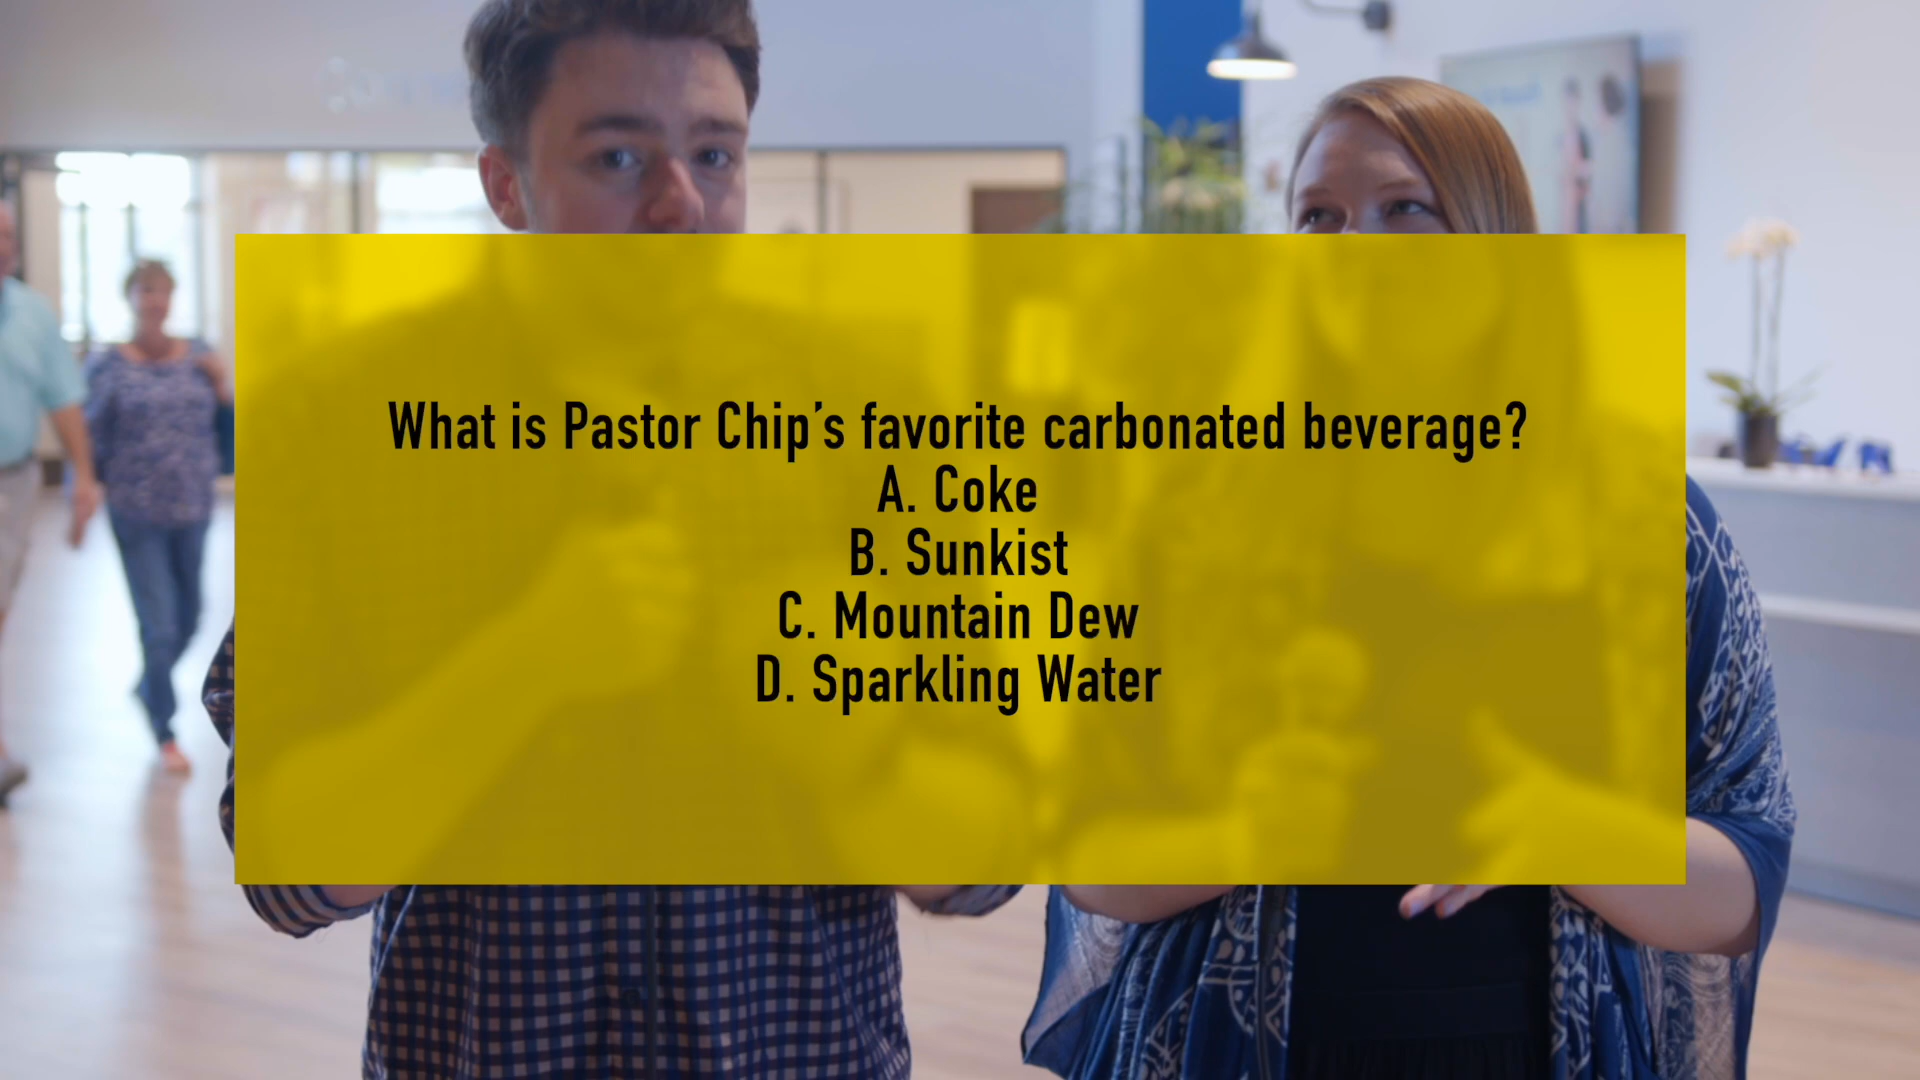 What is Pastor Chip’s favorite carbonated beverage?
A. Coke
B. Sunkist
C. Mountain Dew
D. Sparkling Water